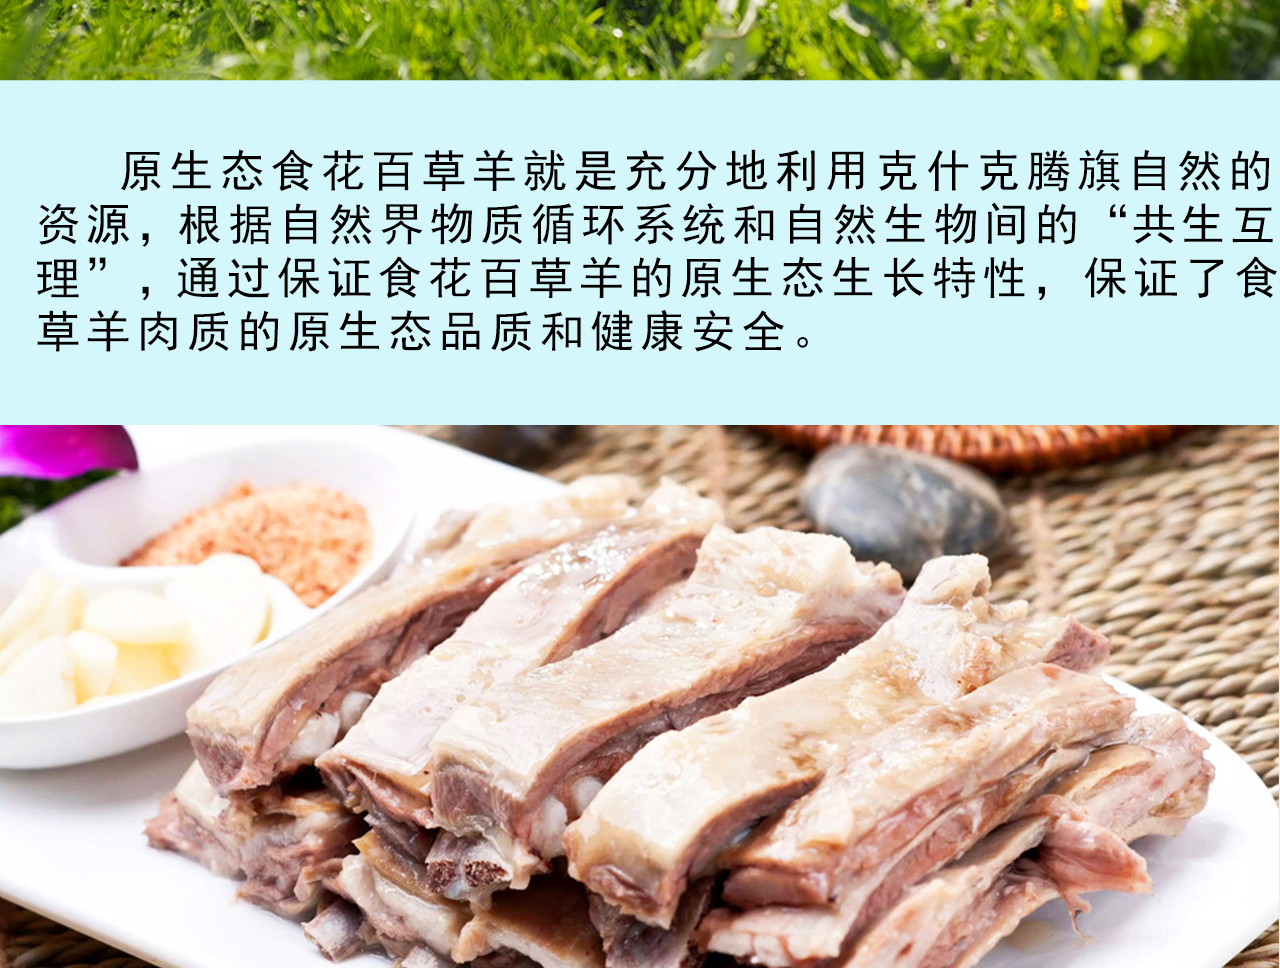 原生态食花百草羊就是充分地利用克什克腾旗自然的
资源，根据自然界物质循环系统和自然生物间的“共生互
理”，通过保证食花百草羊的原生态生长特性，保证了食
草羊肉质的原生态品质和健康安全。